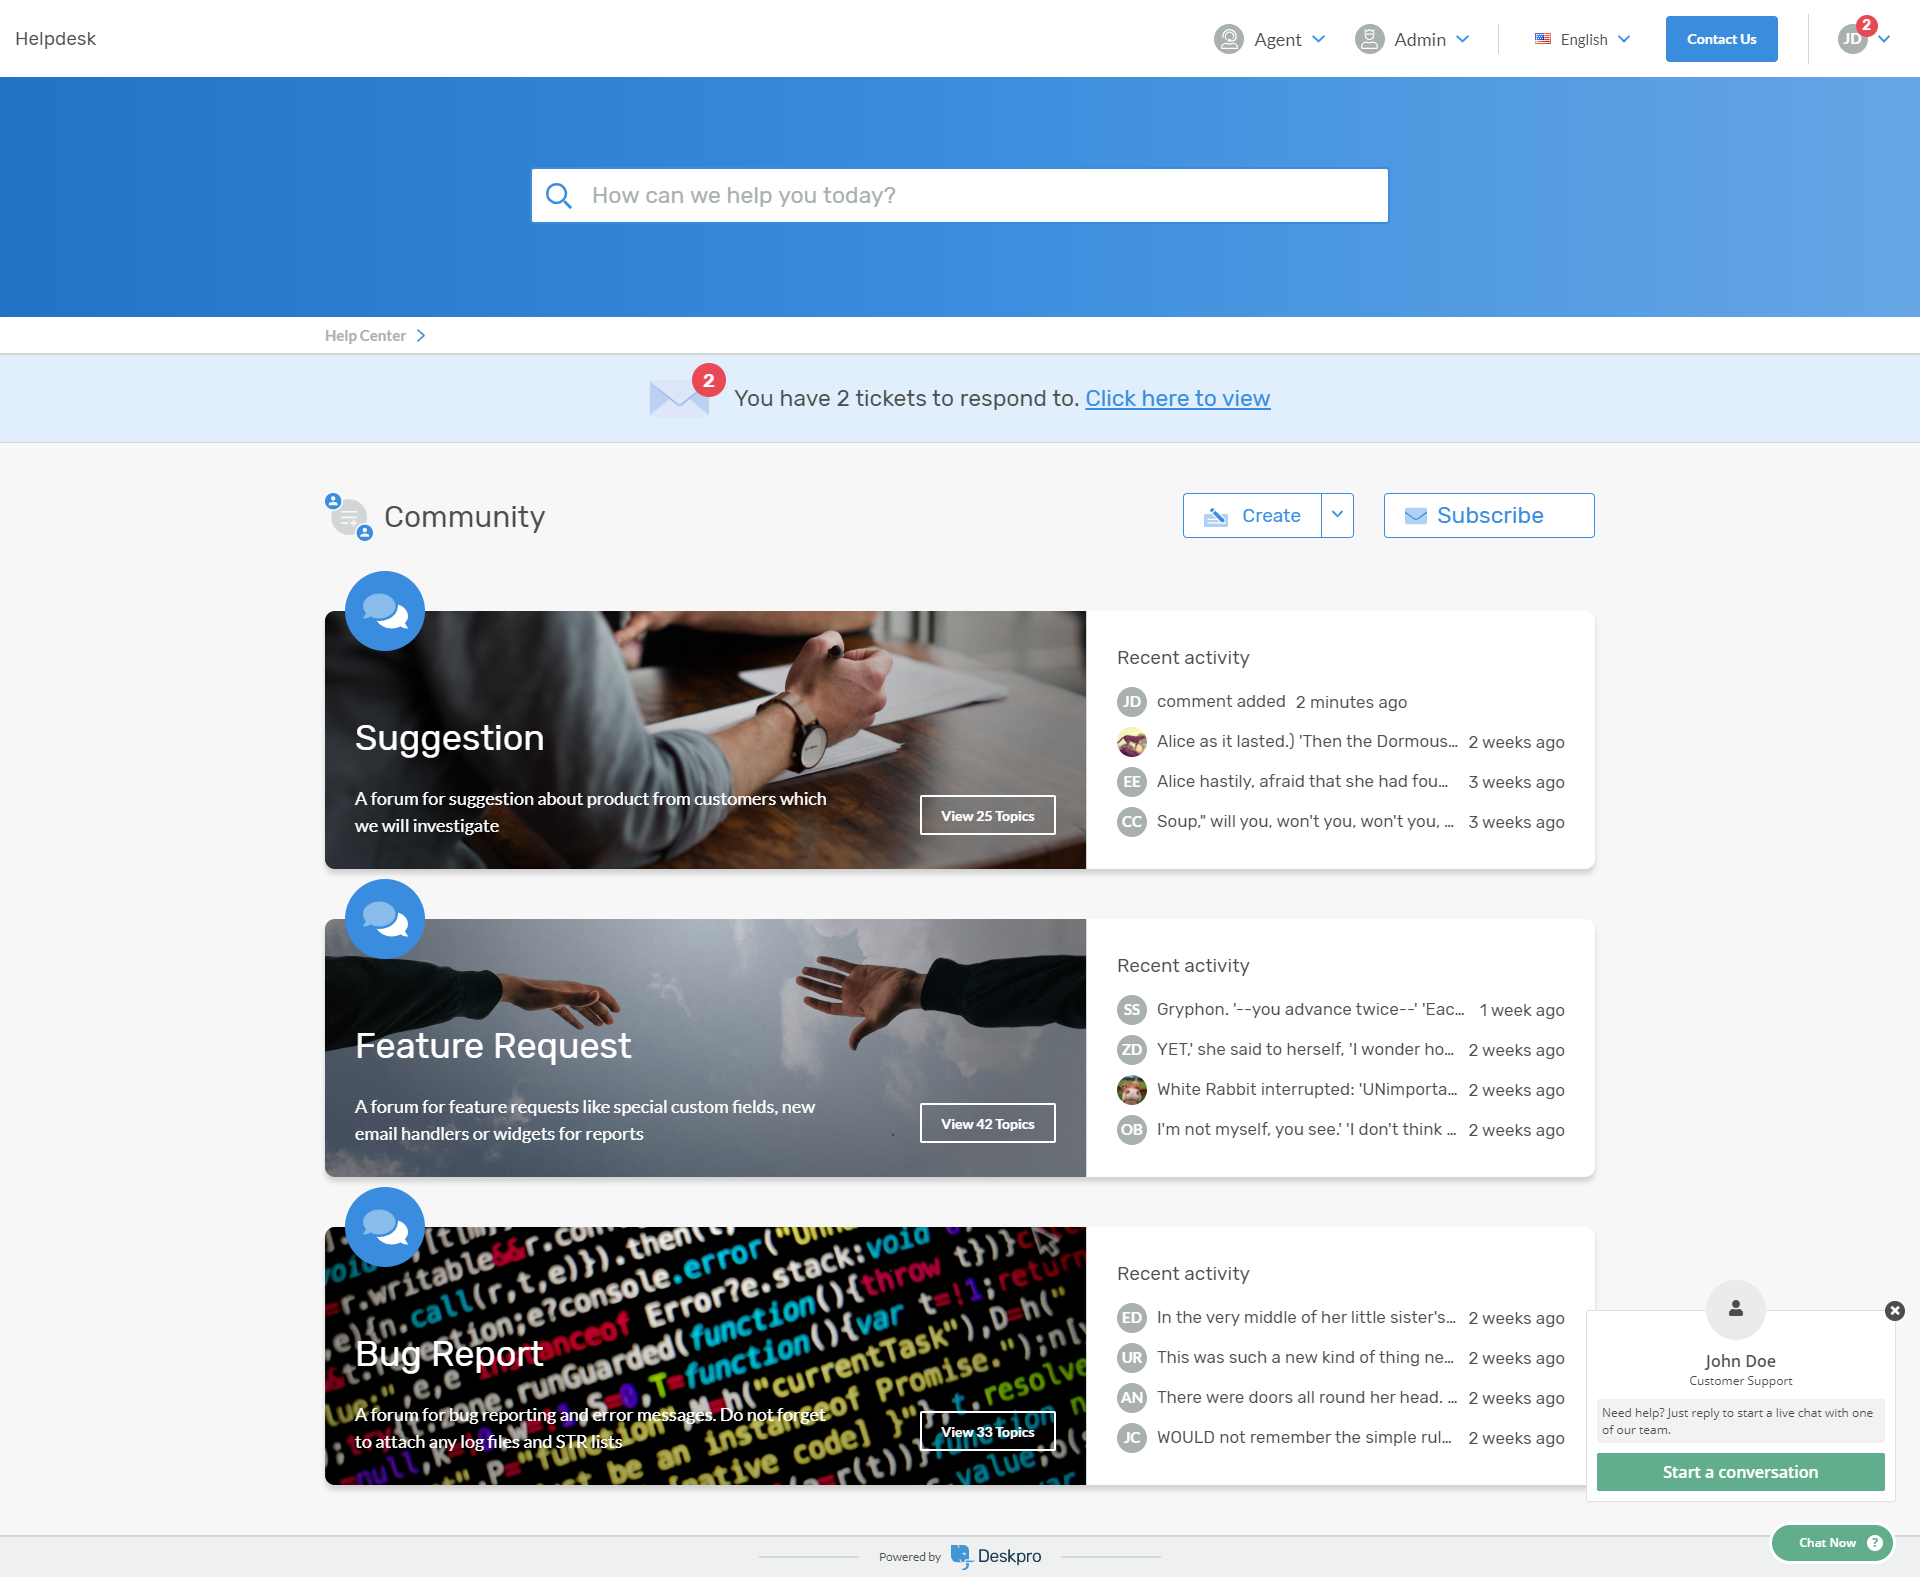 Helpdesk
Agent
Admin
English
Contact Us
JD
2
How can we help you today?
Help Center
2
You have 2 tickets to respond to. Click here to view
Community
Create
Subscribe
Suggestion
A forum for suggestion about product from customers which
we will investigate
View 25 Topics
Recent activity
JD comment added 2 minutes ago
Alice as it lasted.) 'Then the Dormous... 2 weeks ago
EE Alice hastily, afraid that she had fou... 3 weeks ago
CC Soup," will you, won't you, won't you, ... 3 weeks ago
Feature Request
A forum for feature requests like special custom fields, new
email handlers or widgets for reports
View 42 Topics
Recent activity
SS Gryphon. '--you advance twice--' 'Eac... 1 week ago
ZD YET,' she said to herself, 'I wonder ho... 2 weeks ago
White Rabbit interrupted: 'UNimporta... 2 weeks ago
OB I'm not myself, you see.' 'I don't think ... 2 weeks ago
Bug Report
A forum for bug reporting and error messages. Do not forget
to attach any log files and STR lists
View 33 Topics
Recent activity
ED In the very middle of her little sister's... 2 weeks ago
UR This was such a new kind of thing ne... 2 weeks ago
AN There were doors all round her head. ... 2 weeks ago
JC WOULD not remember the simple rul... 2 weeks ago
John Doe
Customer Support
Need help? Just reply to start a live chat with one
of our team.
Start a conversation
Chat Now ?
Powered by Deskpro